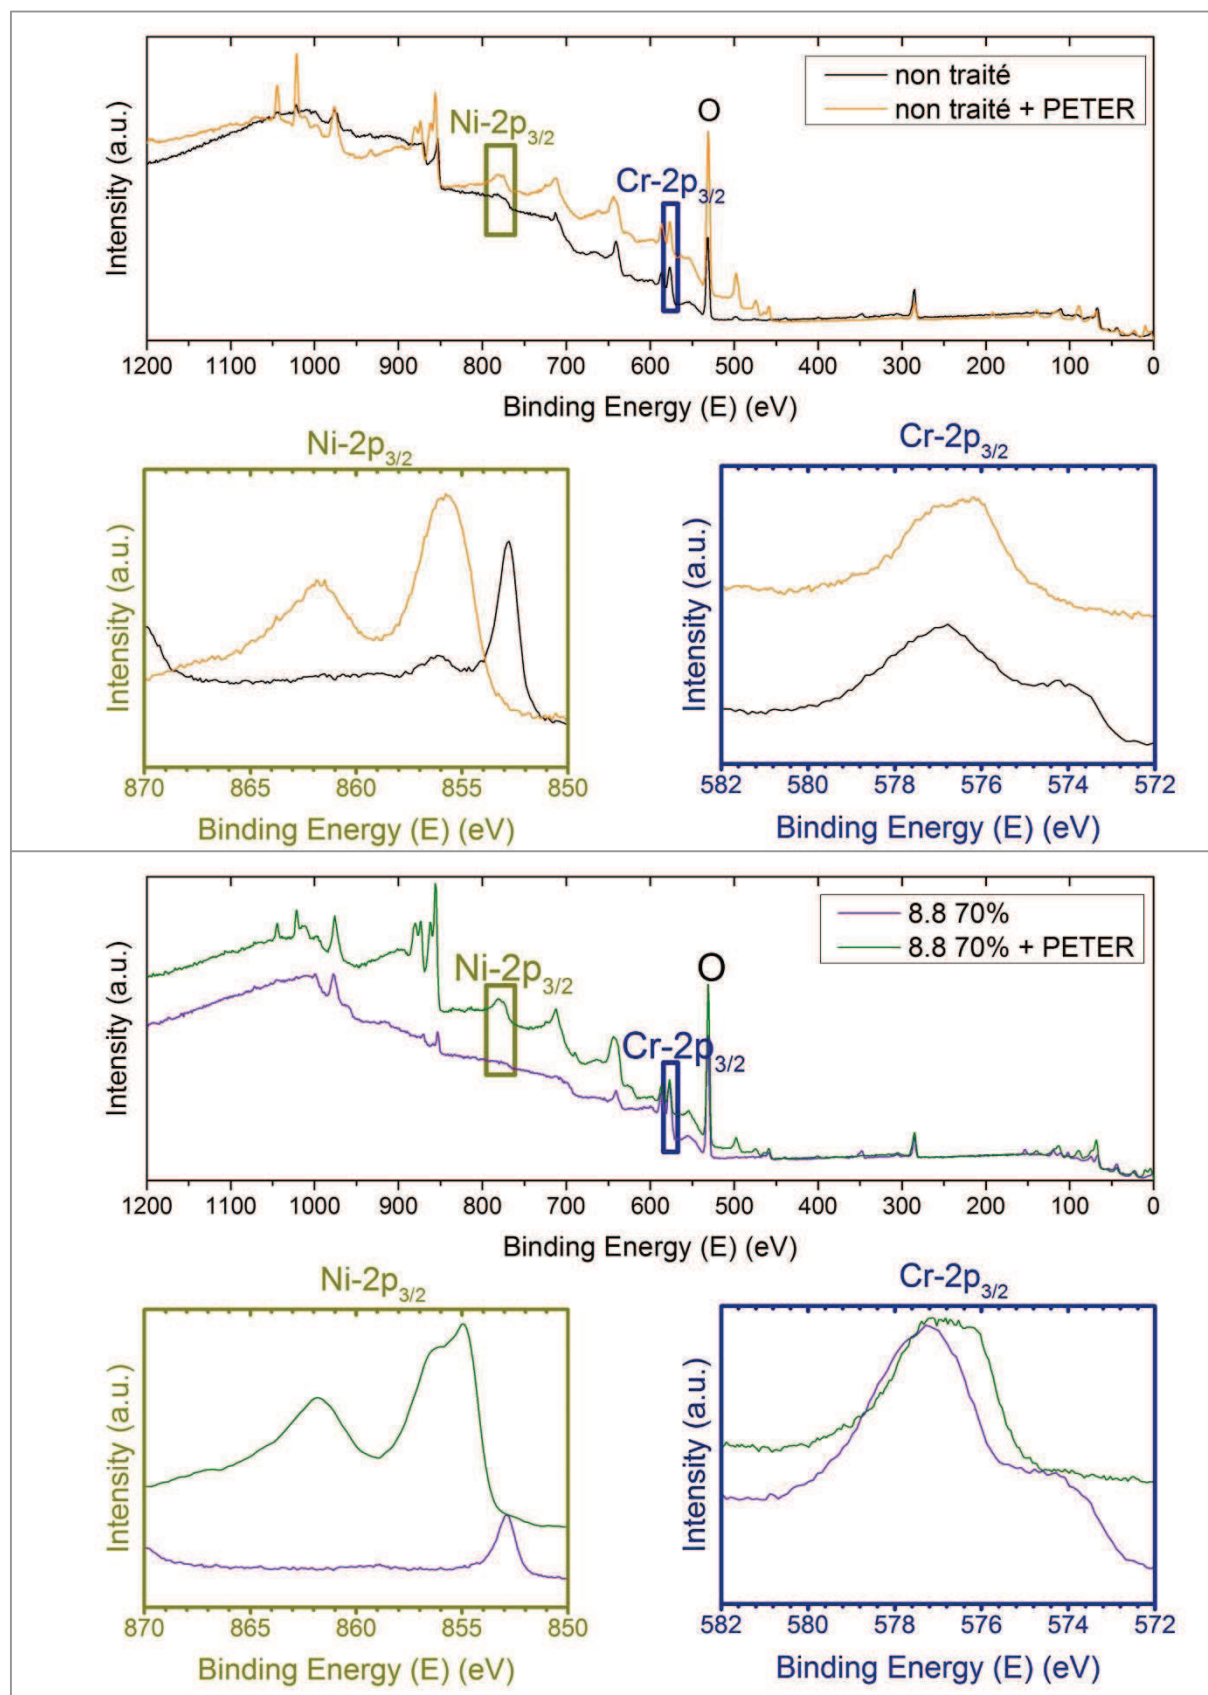 non traité
non traité + PETER
O
Ni-2p3/2
Cr-2p3/2
Intensity (a.u.)
1200 1100 1000 900 800 700 600 500 400 300 200 100 0
Binding Energy (E) (eV)
Ni-2p3/2
Intensity (a.u.)
870 865 860 855 850
Binding Energy (E) (eV)
Cr-2p3/2
Intensity (a.u.)
582 580 578 576 574 572
Binding Energy (E) (eV)
8.8 70%
8.8 70% + PETER
O
Ni-2p3/2
Cr-2p3/2
Intensity (a.u.)
1200 1100 1000 900 800 700 600 500 400 300 200 100 0
Binding Energy (E) (eV)
Ni-2p3/2
Intensity (a.u.)
870 865 860 855 850
Binding Energy (E) (eV)
Cr-2p3/2
Intensity (a.u.)
582 580 578 576 574 572
Binding Energy (E) (eV)